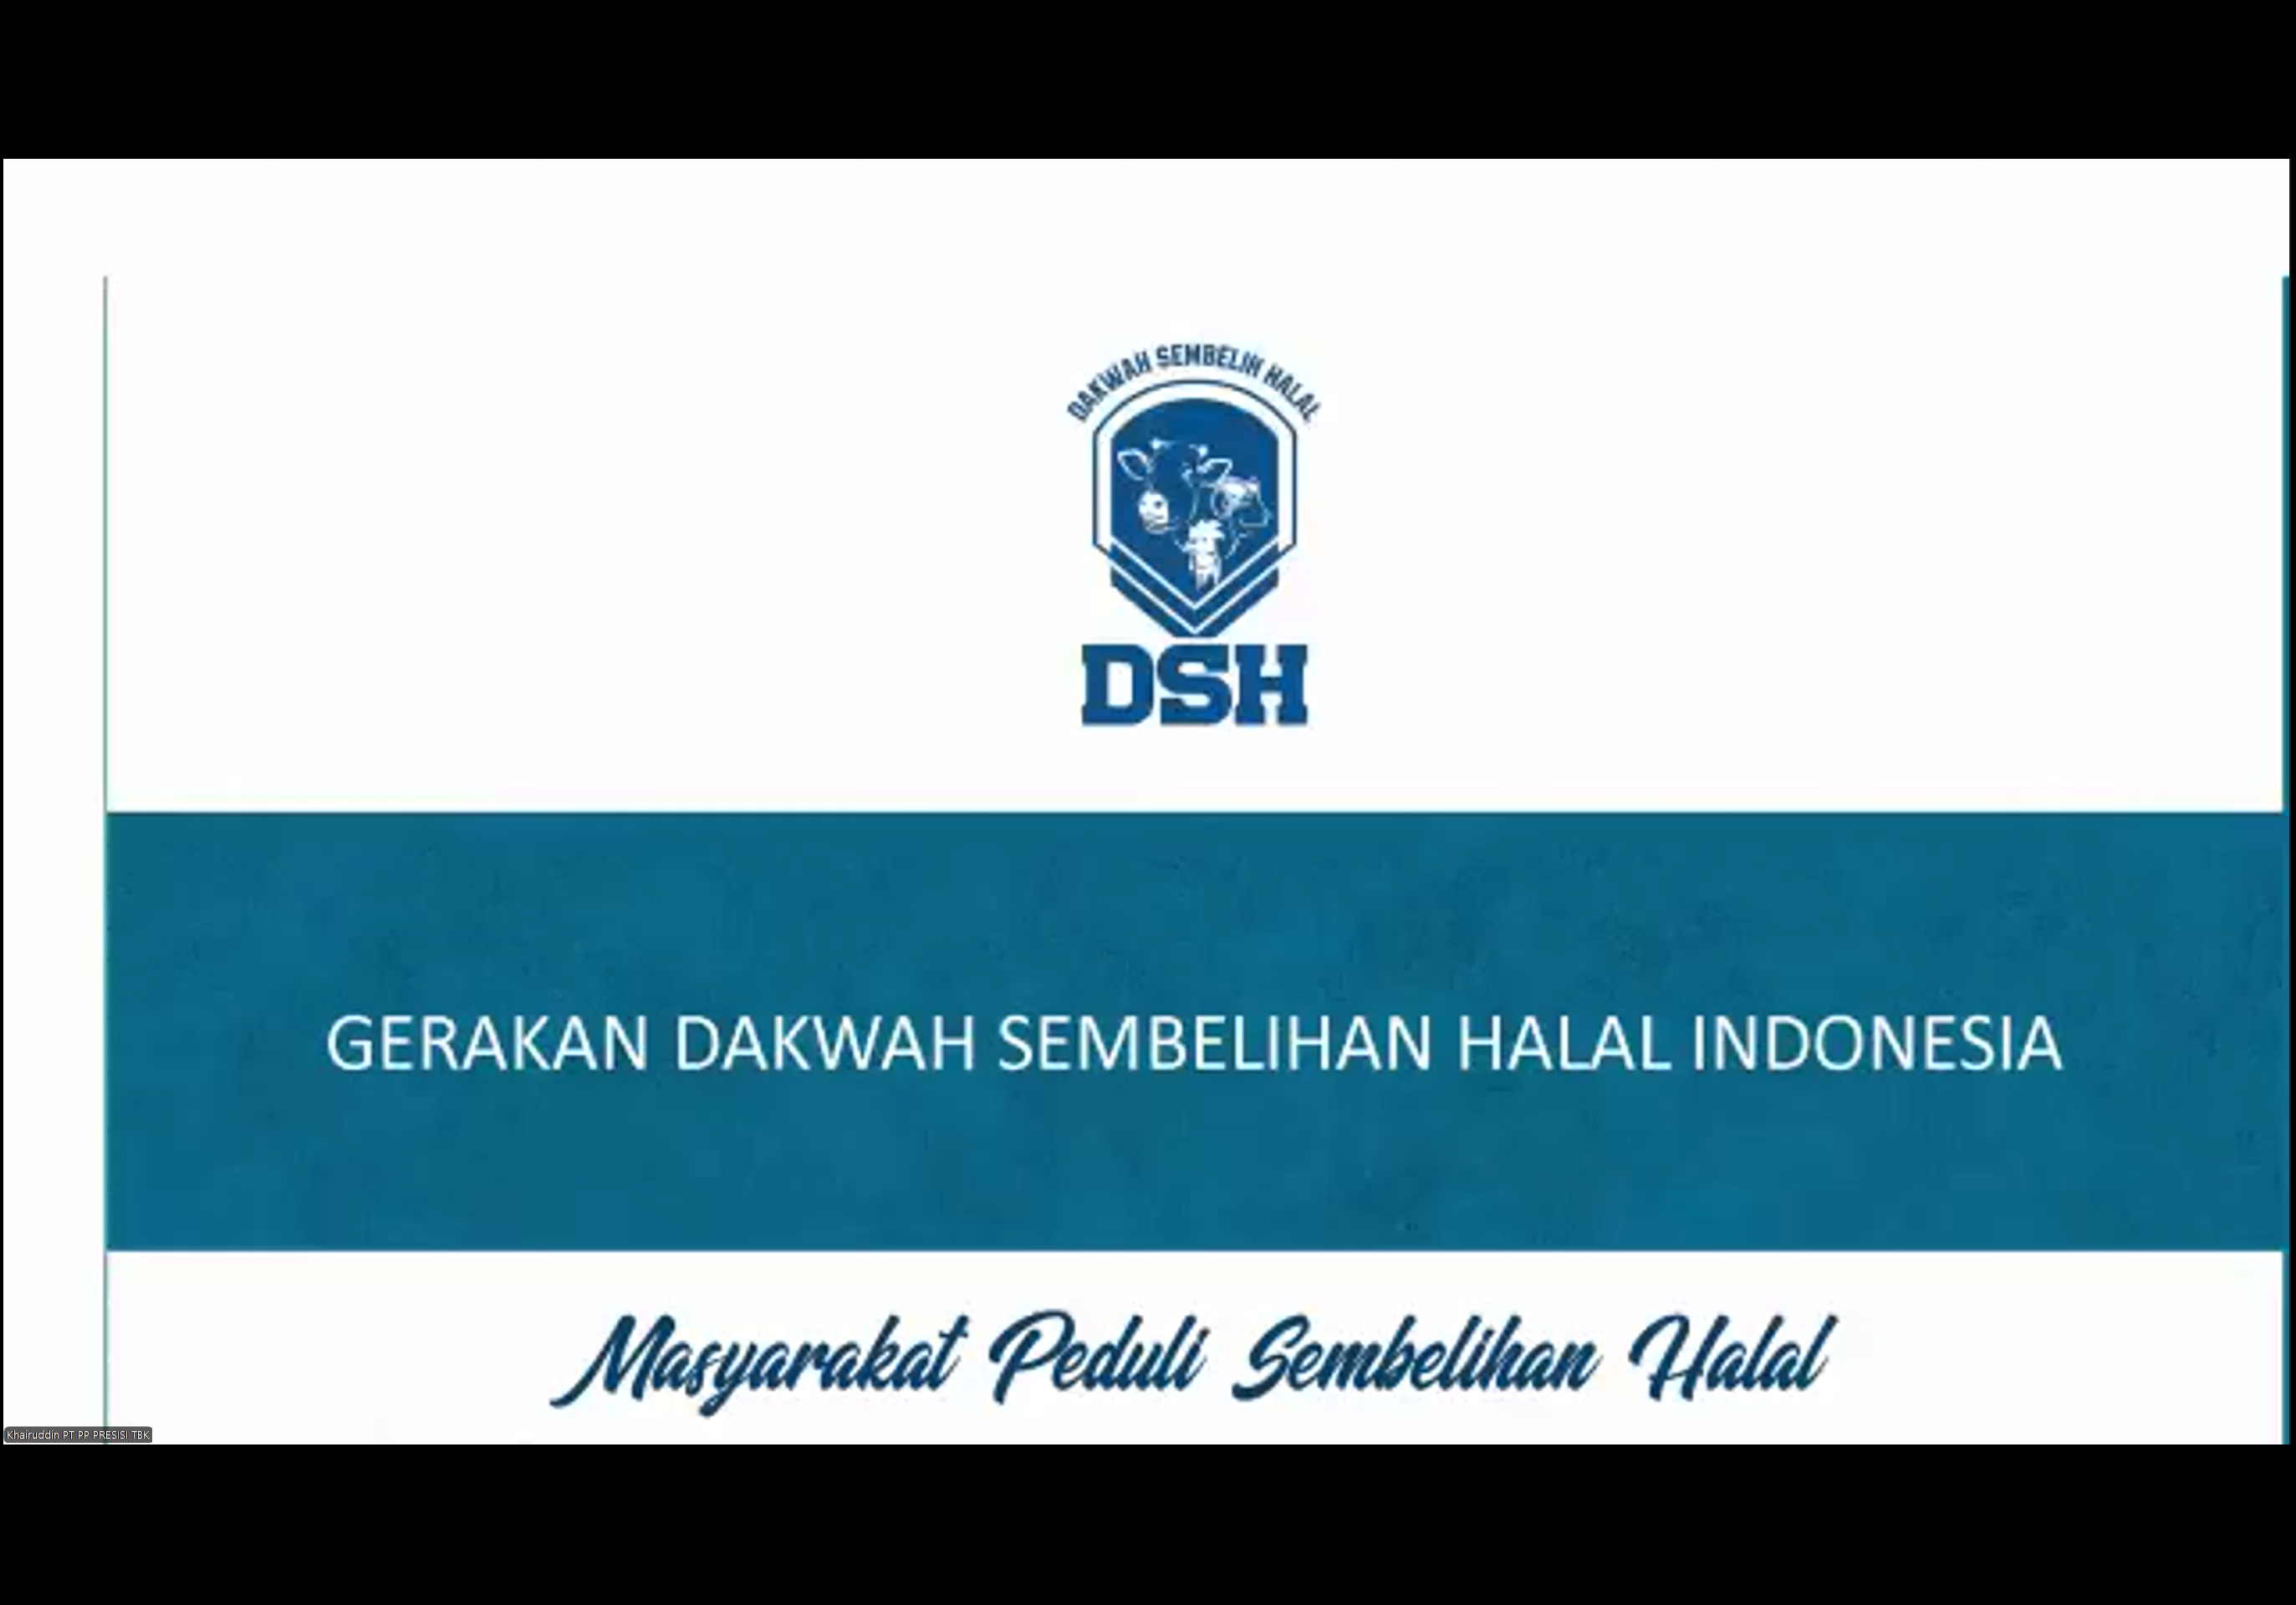 DAKWAH SEMBELIH HALAL
DSH
GERAKAN DAKWAH SEMBELIHAN HALAL INDONESIA
Masyarakat Peduli Sembelihan Halal
Khairuddin PT PP PRESISI TBK